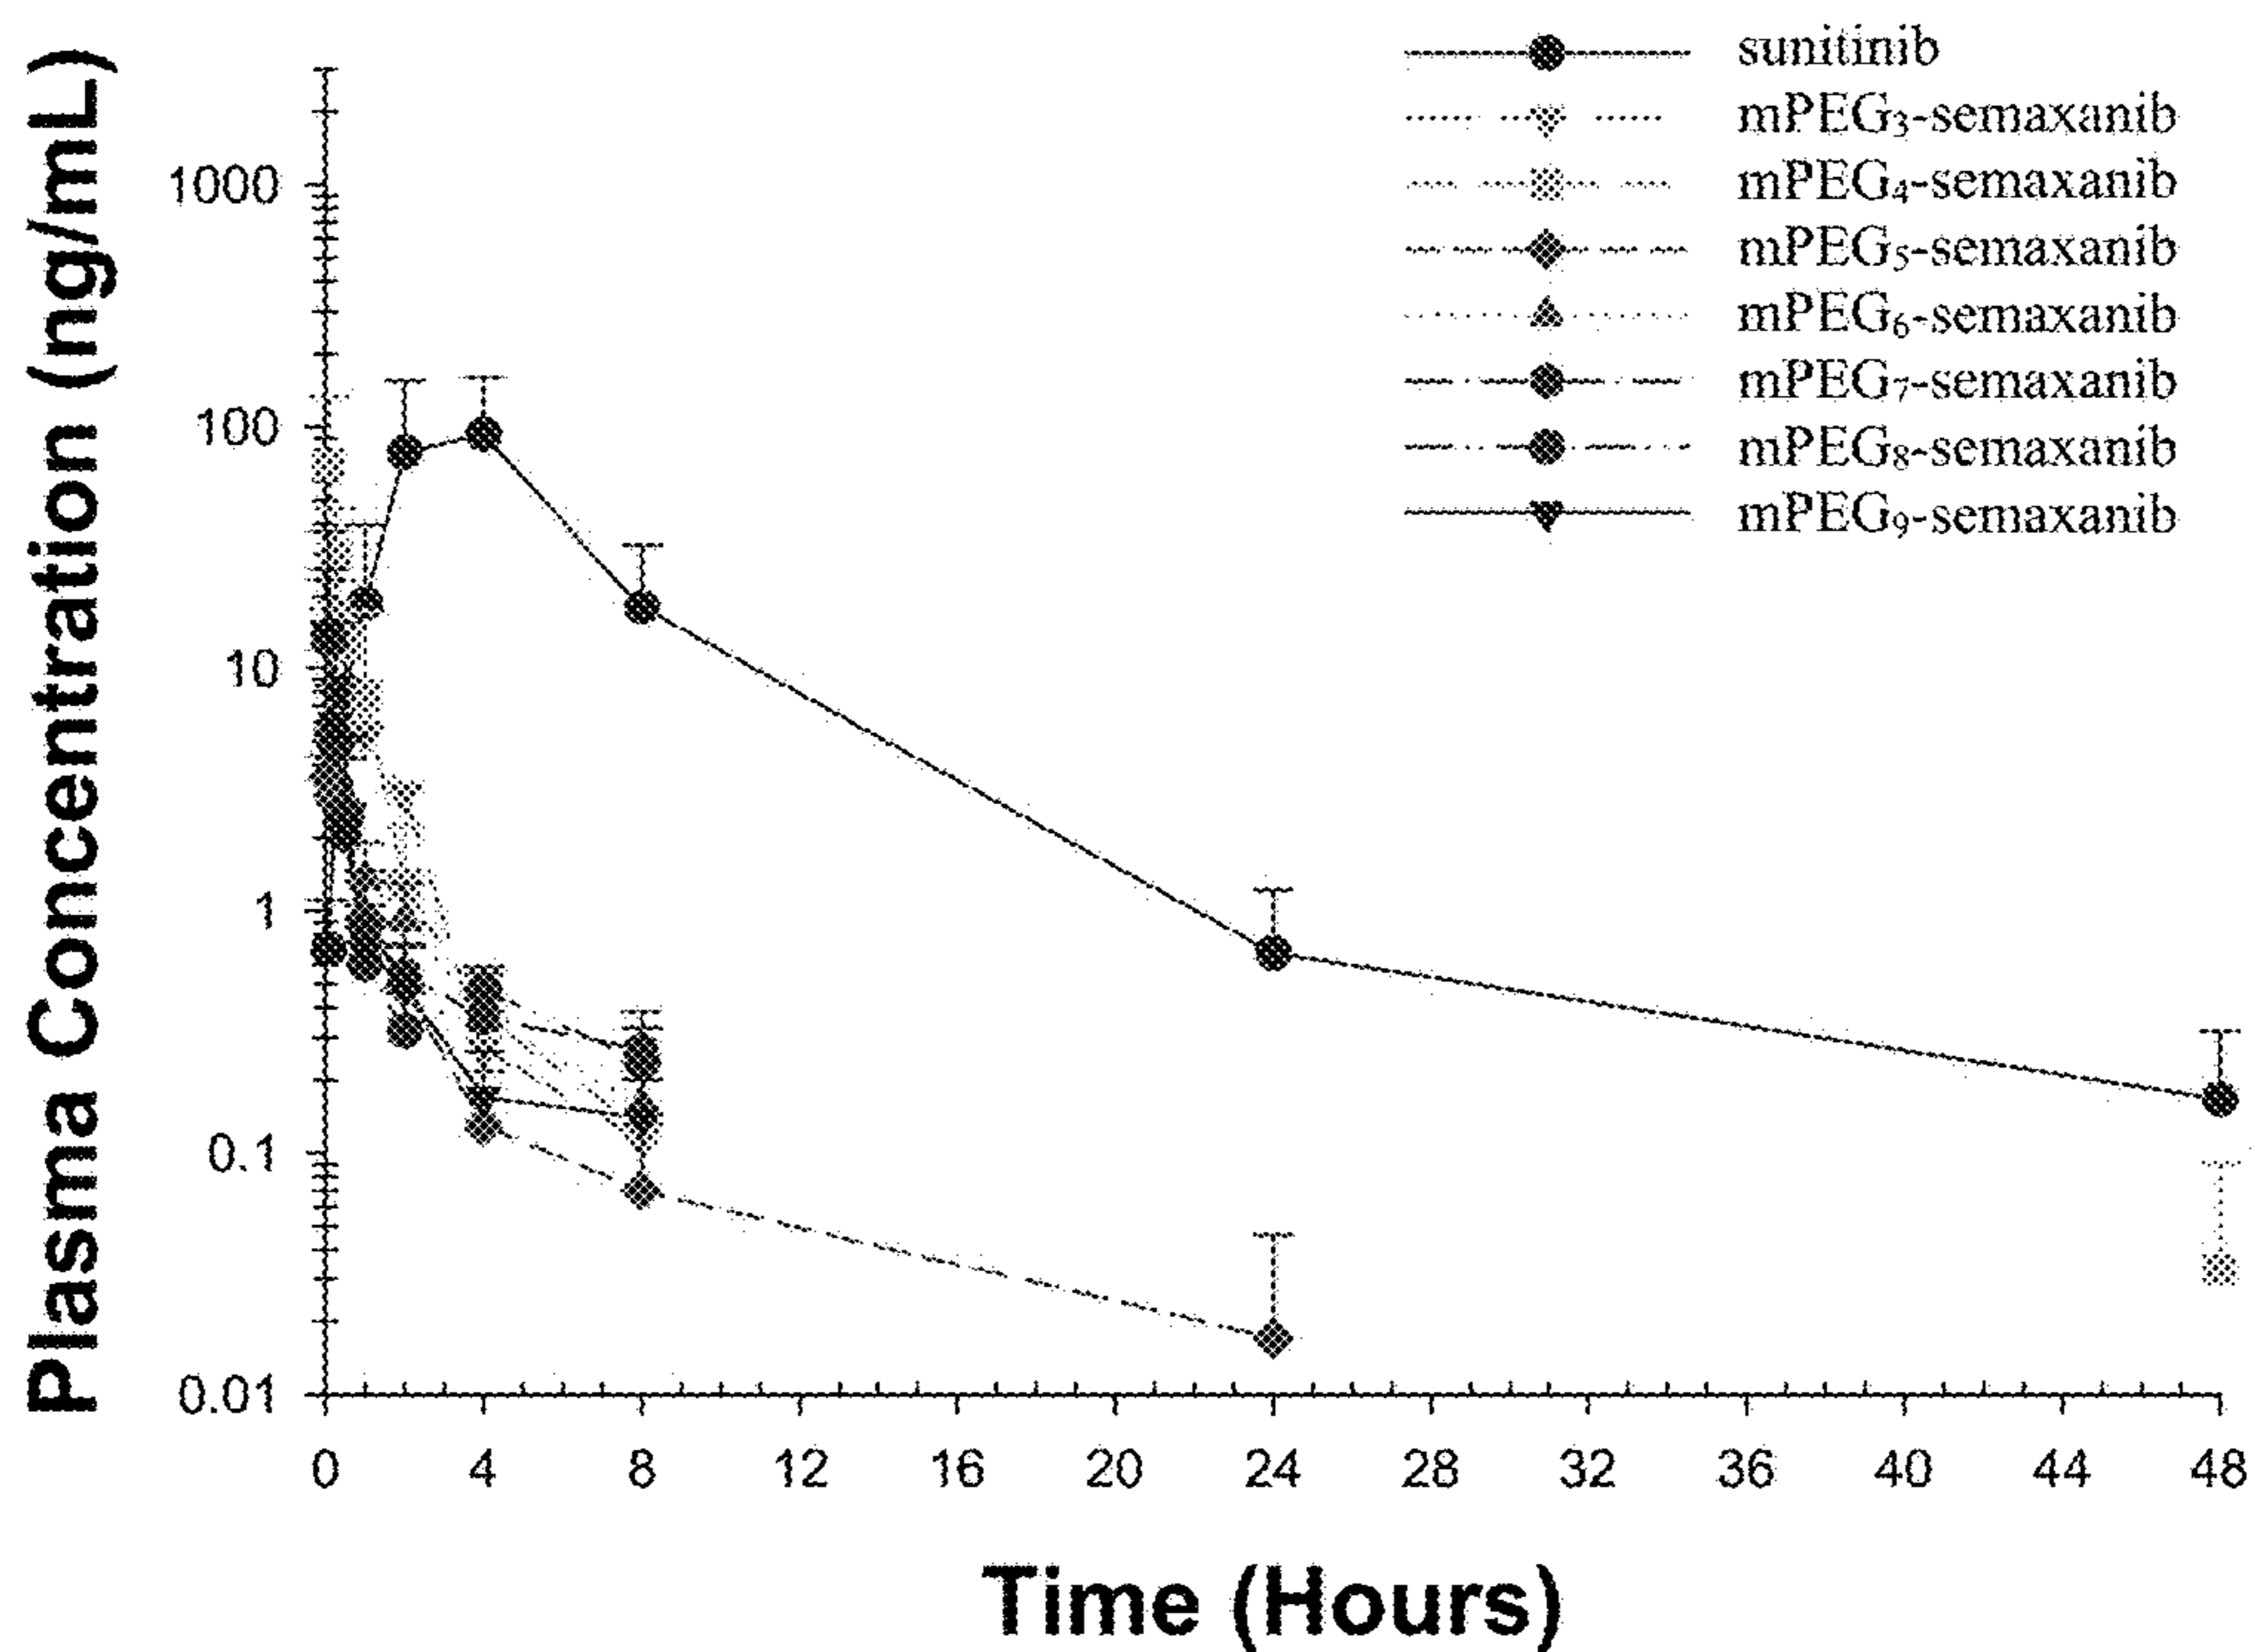 Plasma Concentration (ng/mL)
1000
100
10
1
0.1
0.01
0 4 8 12 16 20 24 28 32 36 40 44 48
Time (Hours)
sunitinib
mPEG₃-semaxanib
mPEG₄-semaxanib
mPEG₅-semaxanib
mPEG₆-semaxanib
mPEG₇-semaxanib
mPEG₈-semaxanib
mPEG₉-semaxanib